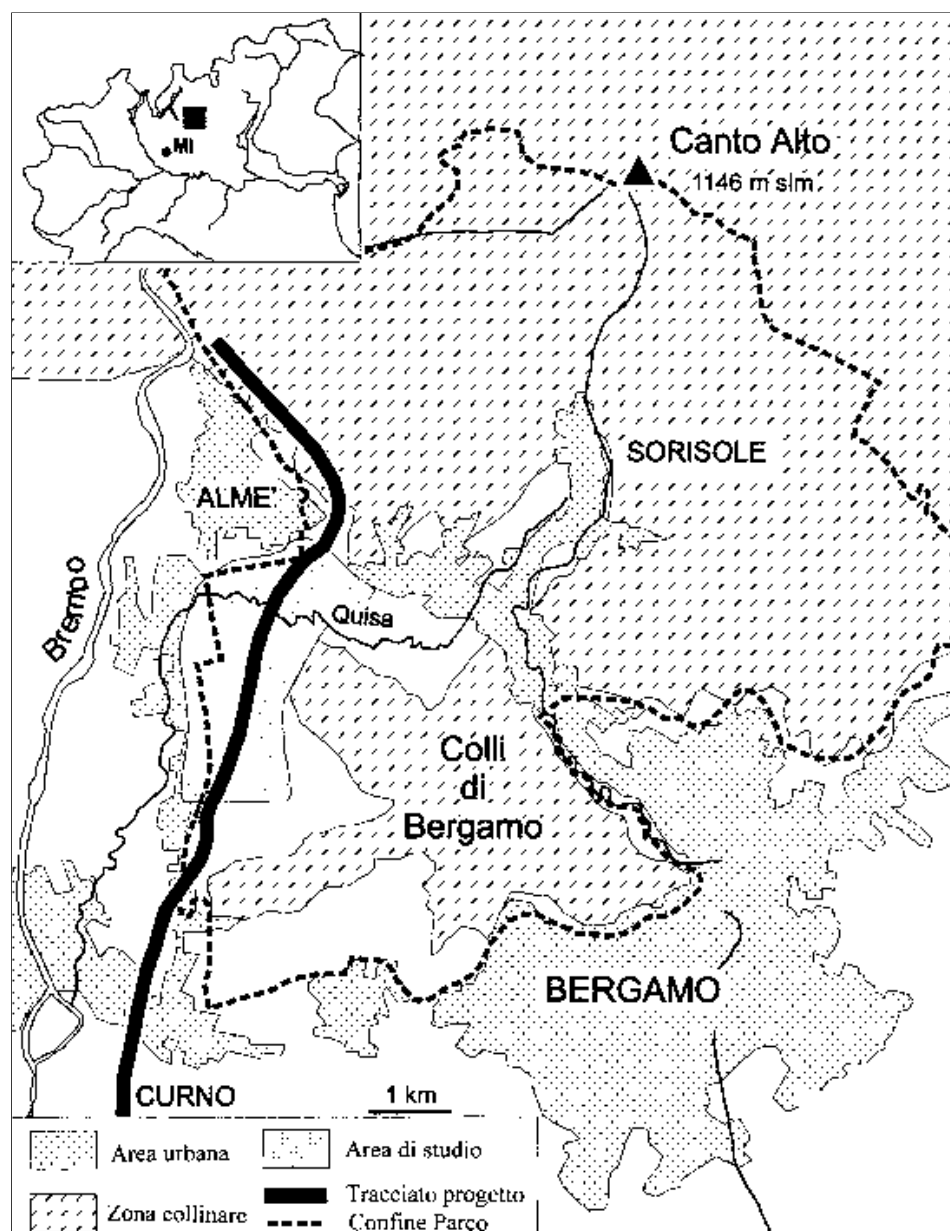 MI
Canto Alto
1146 m slm
SORISOLE
ALME'
Brembo
Quisa
Colli
di
Bergamo
BERGAMO
CURNO
1 km
Area urbana
Area di studio
Zona collinare
Tracciato progetto
Confine Parco